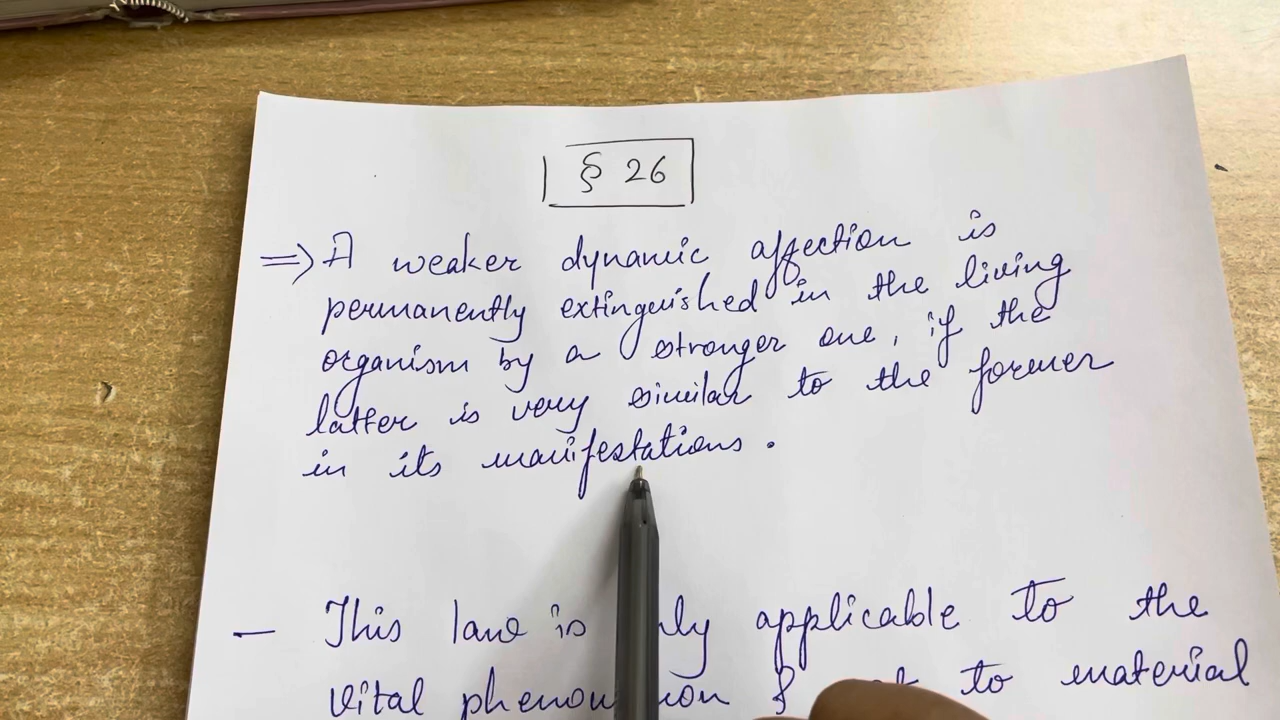 § 26
⇒ A weaker dynamic affection is
permanently extinguished in the living
organism by a stronger one, if the
latter is very similar to the former
in its manifestations.
— This law is applicable to the
vital to material